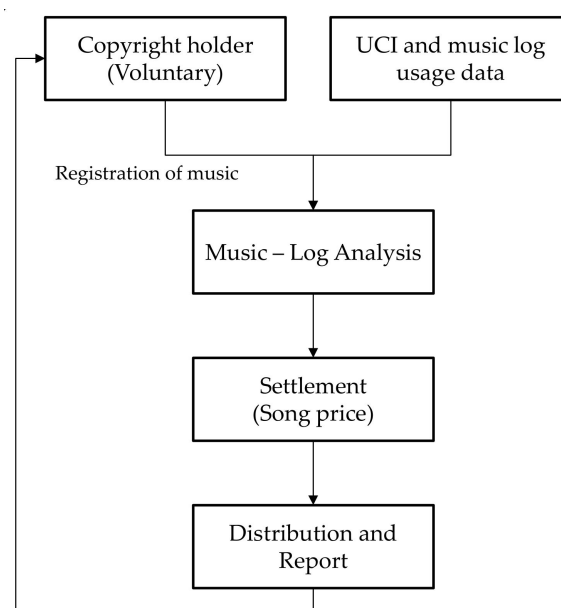 Copyright holder
(Voluntary)
UCI and music log
usage data
Registration of music
Music – Log Analysis
Settlement
(Song price)
Distribution and
Report